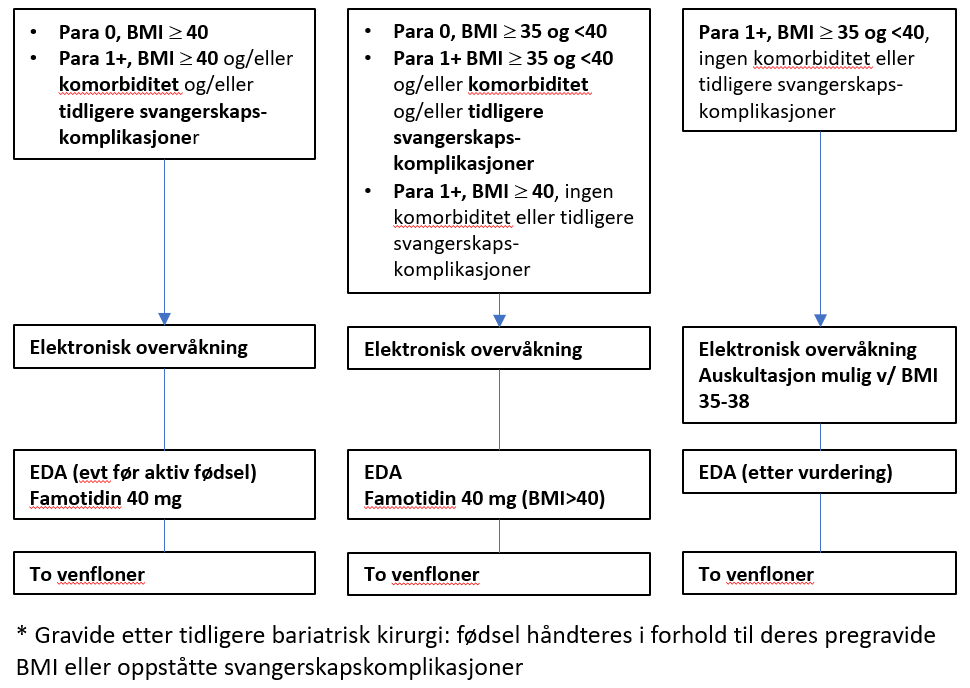 • Para 0, BMI ≥ 40
• Para 1+, BMI ≥ 40 og/eller
komorbiditet og/eller
tidligere svangerskaps-
komplikasjoner
• Para 0, BMI ≥ 35 og <40
• Para 1+ BMI ≥ 35 og <40
og/eller komorbiditet
og/eller tidligere
svangerskaps-
komplikasjoner
• Para 1+, BMI ≥ 40, ingen
komorbiditet eller tidligere
svangerskaps-
komplikasjoner
Para 1+, BMI ≥ 35 og <40,
ingen komorbiditet eller
tidligere svangerskaps-
komplikasjoner
Elektronisk overvåkning
Elektronisk overvåkning
Elektronisk overvåkning
Auskultasjon mulig v/ BMI
35-38
EDA (evt før aktiv fødsel)
Famotidin 40 mg
EDA
Famotidin 40 mg (BMI>40)
EDA (etter vurdering)
To venfloner
To venfloner
To venfloner
* Gravide etter tidligere bariatrisk kirurgi: fødsel håndteres i forhold til deres pregravide
BMI eller oppståtte svangerskapskomplikasjoner